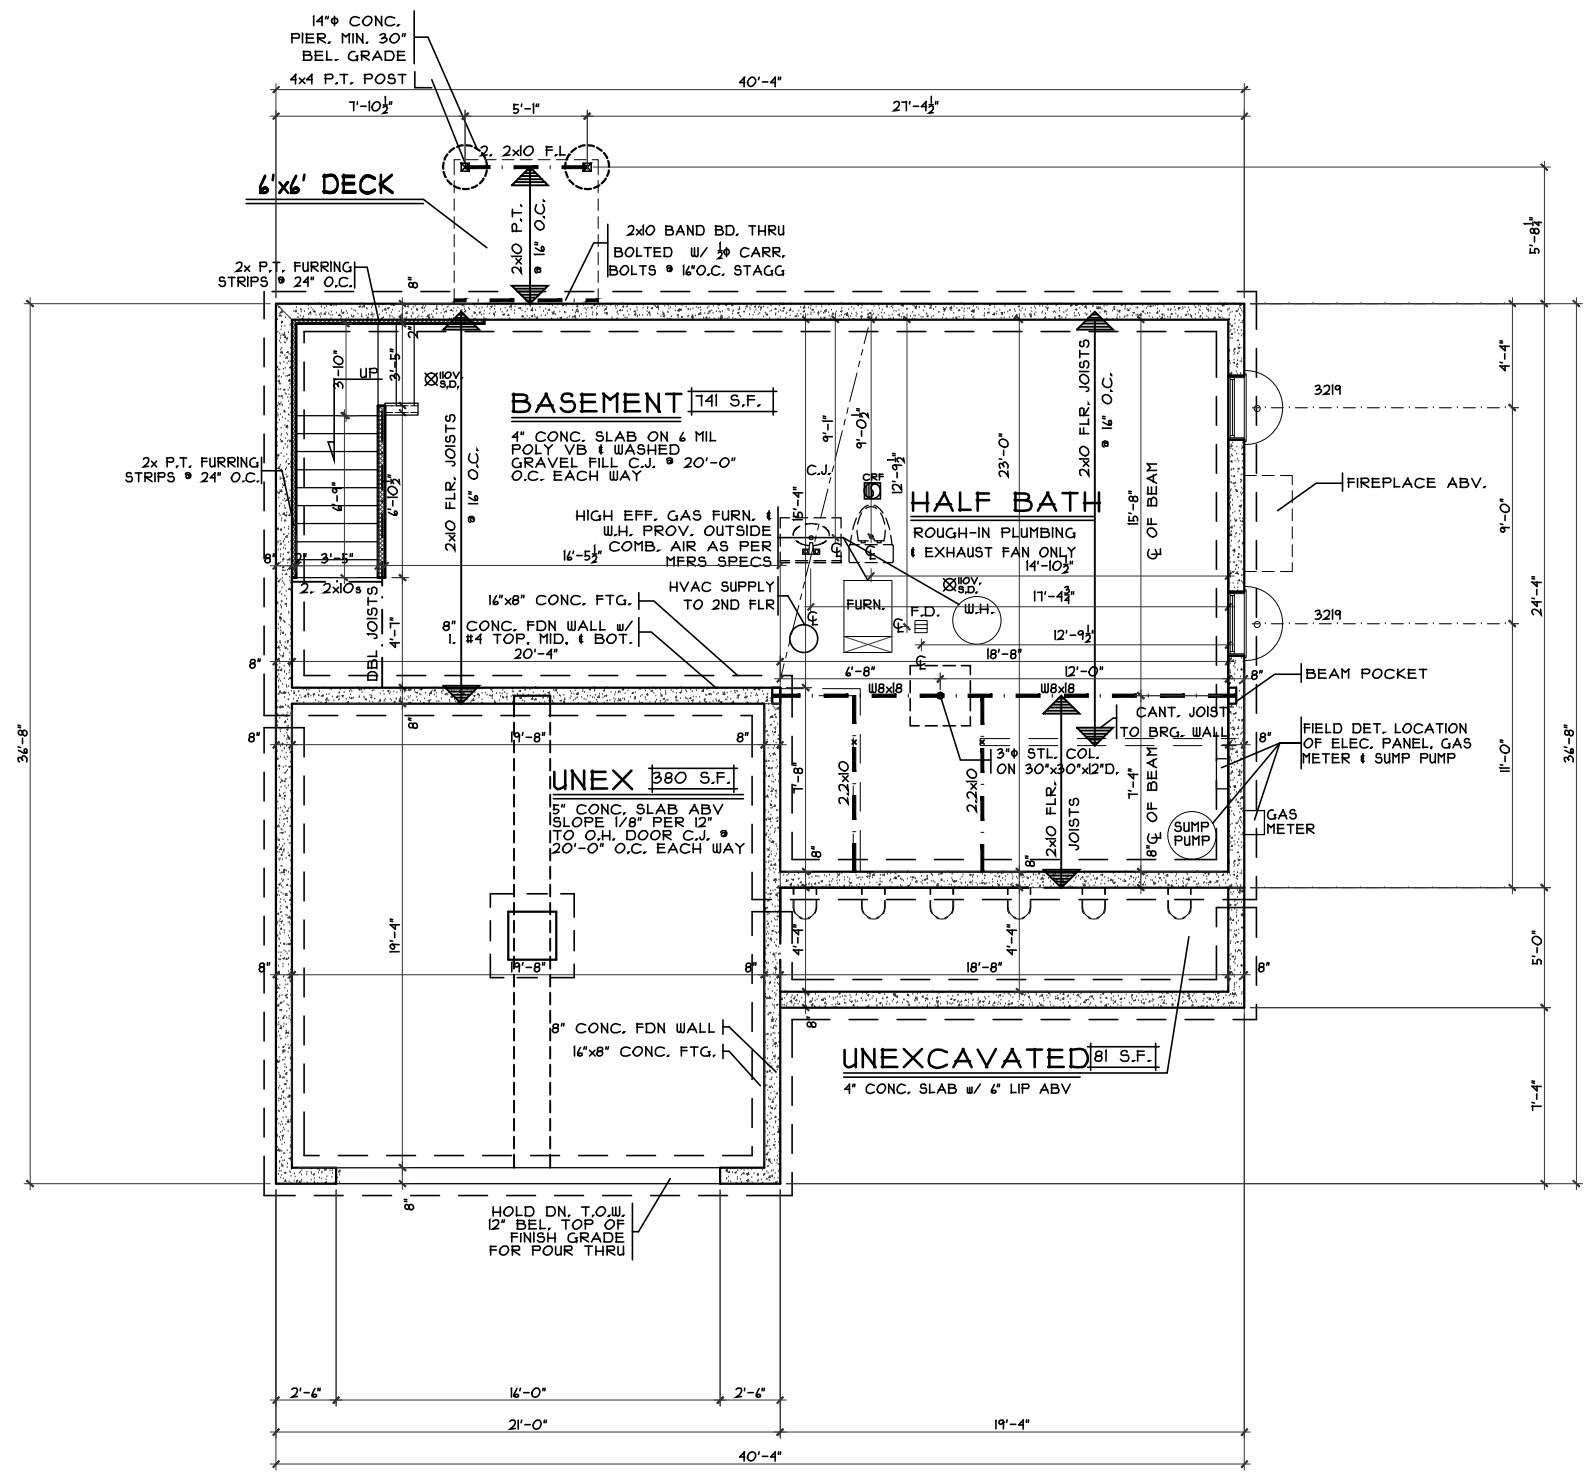 14"ϕ CONC.
PIER, MIN. 30"
BEL. GRADE
4x4 P.T. POST
40'-4"
7'-10½"
5'-1"
27'-4½"
2, 2x10 F.L.
6'x6' DECK
2x10 P.T.
@ 16" O.C.
2x10 BAND BD. THRU
BOLTED W/ ½ϕ CARR.
BOLTS @ 16"O.C. STAGG
5'-8½"
2x P.T. FURRING
STRIPS @ 24" O.C.
8"
2"
3'-10"
3'-5"
UP
110V.
S.D.
BASEMENT
741 S.F.
4" CONC. SLAB ON 6 MIL
POLY VB & WASHED
GRAVEL FILL C.J. @ 20'-0"
O.C. EACH WAY
2x10 FLR. JOISTS
@ 16" O.C.
9'-1"
9'-0½"
12'-9½"
C.J.
15'-4"
23'-0"
2x10 FLR. JOISTS
@ 16" O.C.
15'-8"
℄ OF BEAM
4'-4"
3219
2x P.T. FURRING
STRIPS @ 24" O.C.
6'-9"
6'-10½"
CRF
HALF BATH
ROUGH-IN PLUMBING
& EXHAUST FAN ONLY
FIREPLACE ABV.
9'-0"
HIGH EFF. GAS FURN. &
W.H. PROV. OUTSIDE
COMB. AIR AS PER
MFRS SPECS
16'-5½"
℄
℄
14'-10½"
8"
2"
3'-5"
2, 2x10s
HVAC SUPPLY
TO 2ND FLR
FURN.
110V.
S.D.
17'-4¾"
W.H.
F.D.
℄
℄
3219
24'-4"
16"x8" CONC. FTG.
8" CONC. FDN WALL w/
1, #4 TOP, MID. & BOT.
DBL. JOISTS
4'-7"
20'-4"
12'-9½"
18'-8"
℄
8"
6'-8"
12'-0"
8"
BEAM POCKET
W8x18
W8x18
CANT. JOIST
TO BRG. WALL
8"
8"
19'-8"
8"
8"
FIELD DET. LOCATION
OF ELEC. PANEL, GAS
METER & SUMP PUMP
3"ϕ STL. COL.
ON 30"x30"x12"D.
36'-8"
36'-8"
11'-0"
UNEX
380 S.F.
5" CONC. SLAB ABV
SLOPE 1/8" PER 12"
TO O.H. DOOR C.J. @
20'-0" O.C. EACH WAY
7'-8"
2,2x10
2,2x10
2x10 FLR.
JOISTS
7'-4"
℄ OF BEAM
SUMP
PUMP
GAS
METER
8"
8"
8"
19'-4"
4'-4"
4'-4"
5'-0"
8"
19'-8"
8"
18'-8"
8"
8" CONC. FDN WALL
16"x8" CONC. FTG.
8"
UNEXCAVATED
81 S.F.
4" CONC. SLAB w/ 6" LIP ABV
7'-4"
8"
HOLD DN. T.O.W.
12" BEL. TOP OF
FINISH GRADE
FOR POUR THRU
2'-6"
16'-0"
2'-6"
21'-0"
19'-4"
40'-4"